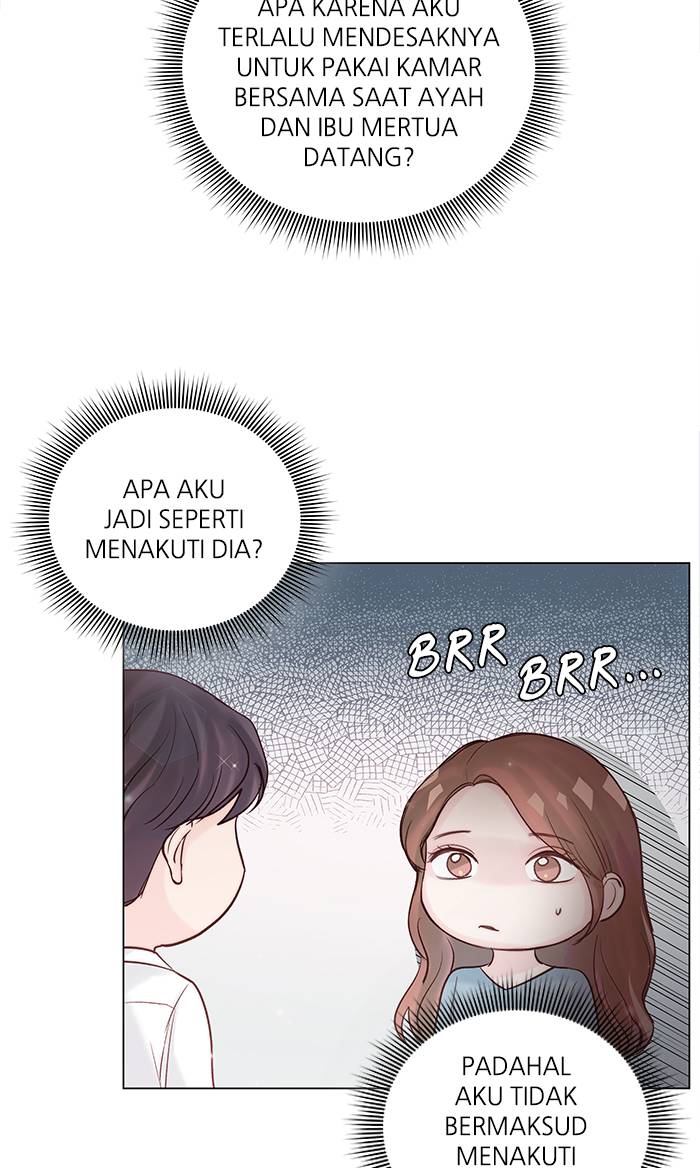 APA KARENA AKU
TERLALU MENDESAKNYA
UNTUK PAKAI KAMAR
BERSAMA SAAT AYAH
DAN IBU MERTUA
DATANG?
APA AKU
JADI SEPERTI
MENAKUTI DIA?
BRR
BRR...
PADAHAL
AKU TIDAK
BERMAKSUD
MENAKUTI